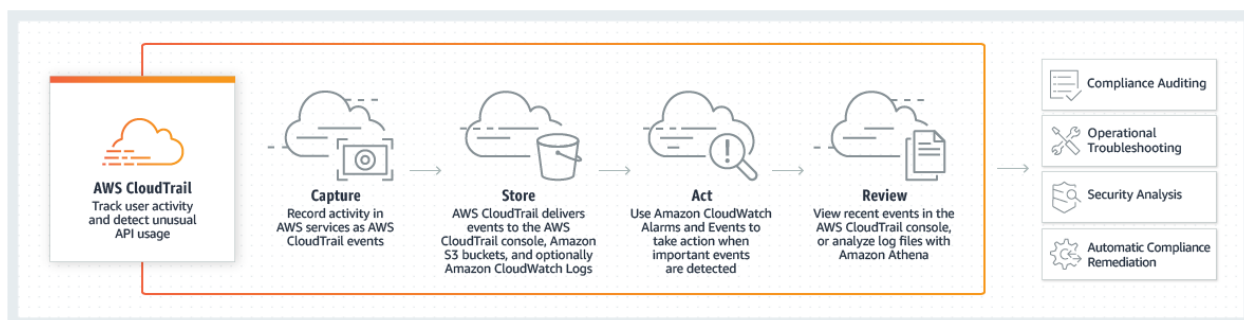 AWS CloudTrail
Track user activity
and detect unusual
API usage
Capture
Record activity in
AWS services as AWS
CloudTrail events
Store
AWS CloudTrail delivers
events to the AWS
CloudTrail console, Amazon
S3 buckets, and optionally
Amazon CloudWatch Logs
Act
Use Amazon CloudWatch
Alarms and Events to
take action when
important events
are detected
Review
View recent events in the
AWS CloudTrail console,
or analyze log files with
Amazon Athena
Compliance Auditing
Operational
Troubleshooting
Security Analysis
Automatic Compliance
Remediation